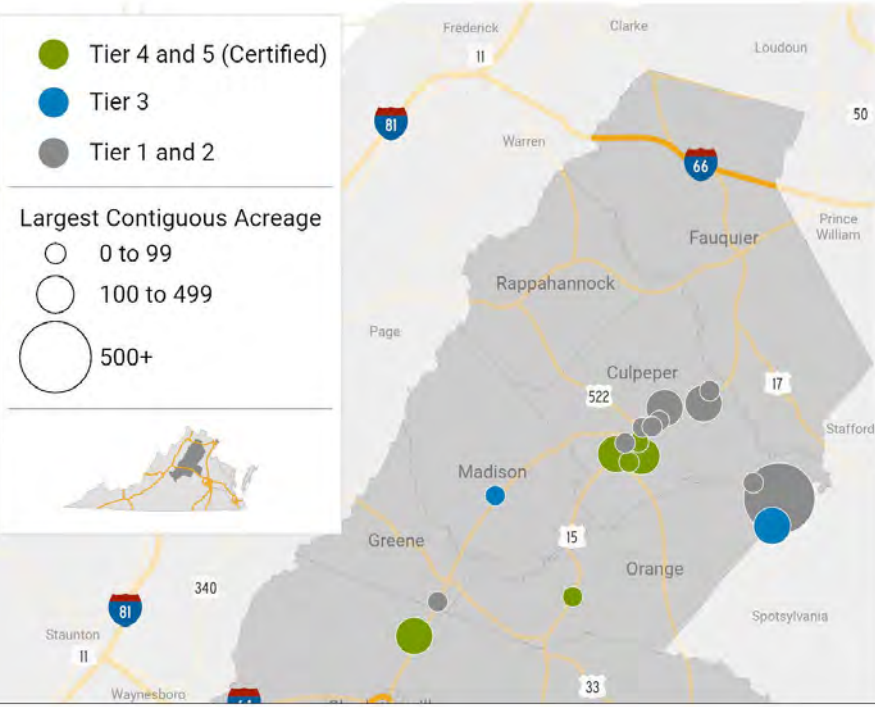 Tier 4 and 5 (Certified)
Tier 3
Tier 1 and 2
Largest Contiguous Acreage
0 to 99
100 to 499
500+
Frederick
Clarke
Loudoun
11
50
81
Warren
66
Prince
William
Fauquier
Rappahannock
Page
Culpeper
17
522
Stafford
Madison
15
Greene
Orange
340
81
Spotsylvania
Staunton
11
Waynesboro
33